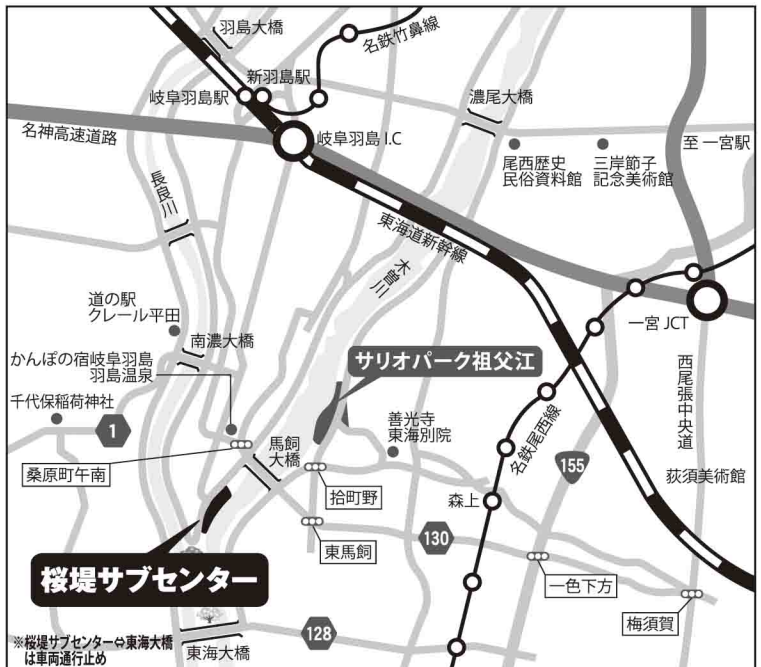 羽島大橋
名鉄竹鼻線
新羽島駅
岐阜羽島駅
濃尾大橋
名神高速道路
岐阜羽島 I.C
尾西歴史
民俗資料館
三岸節子
記念美術館
至 一宮駅
長良川
東海道新幹線
木曽川
道の駅
クレール平田
南濃大橋
一宮 JCT
かんぽの宿岐阜羽島
羽島温泉
サリオパーク祖父江
西尾張中央道
千代保稲荷神社
1
善光寺
東海別院
名鉄尾西線
馬飼
大橋
155
荻須美術館
桑原町午南
拾町野
森上
130
東馬飼
桜堤サブセンター
一色下方
梅須賀
128
※桜堤サブセンター⇔東海大橋
は車両通行止め
東海大橋